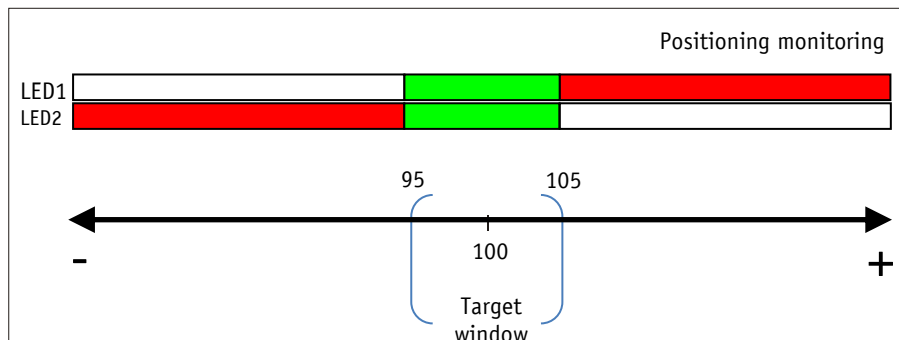 Positioning monitoring
LED1
LED2
95 105
100
- +
Target
window